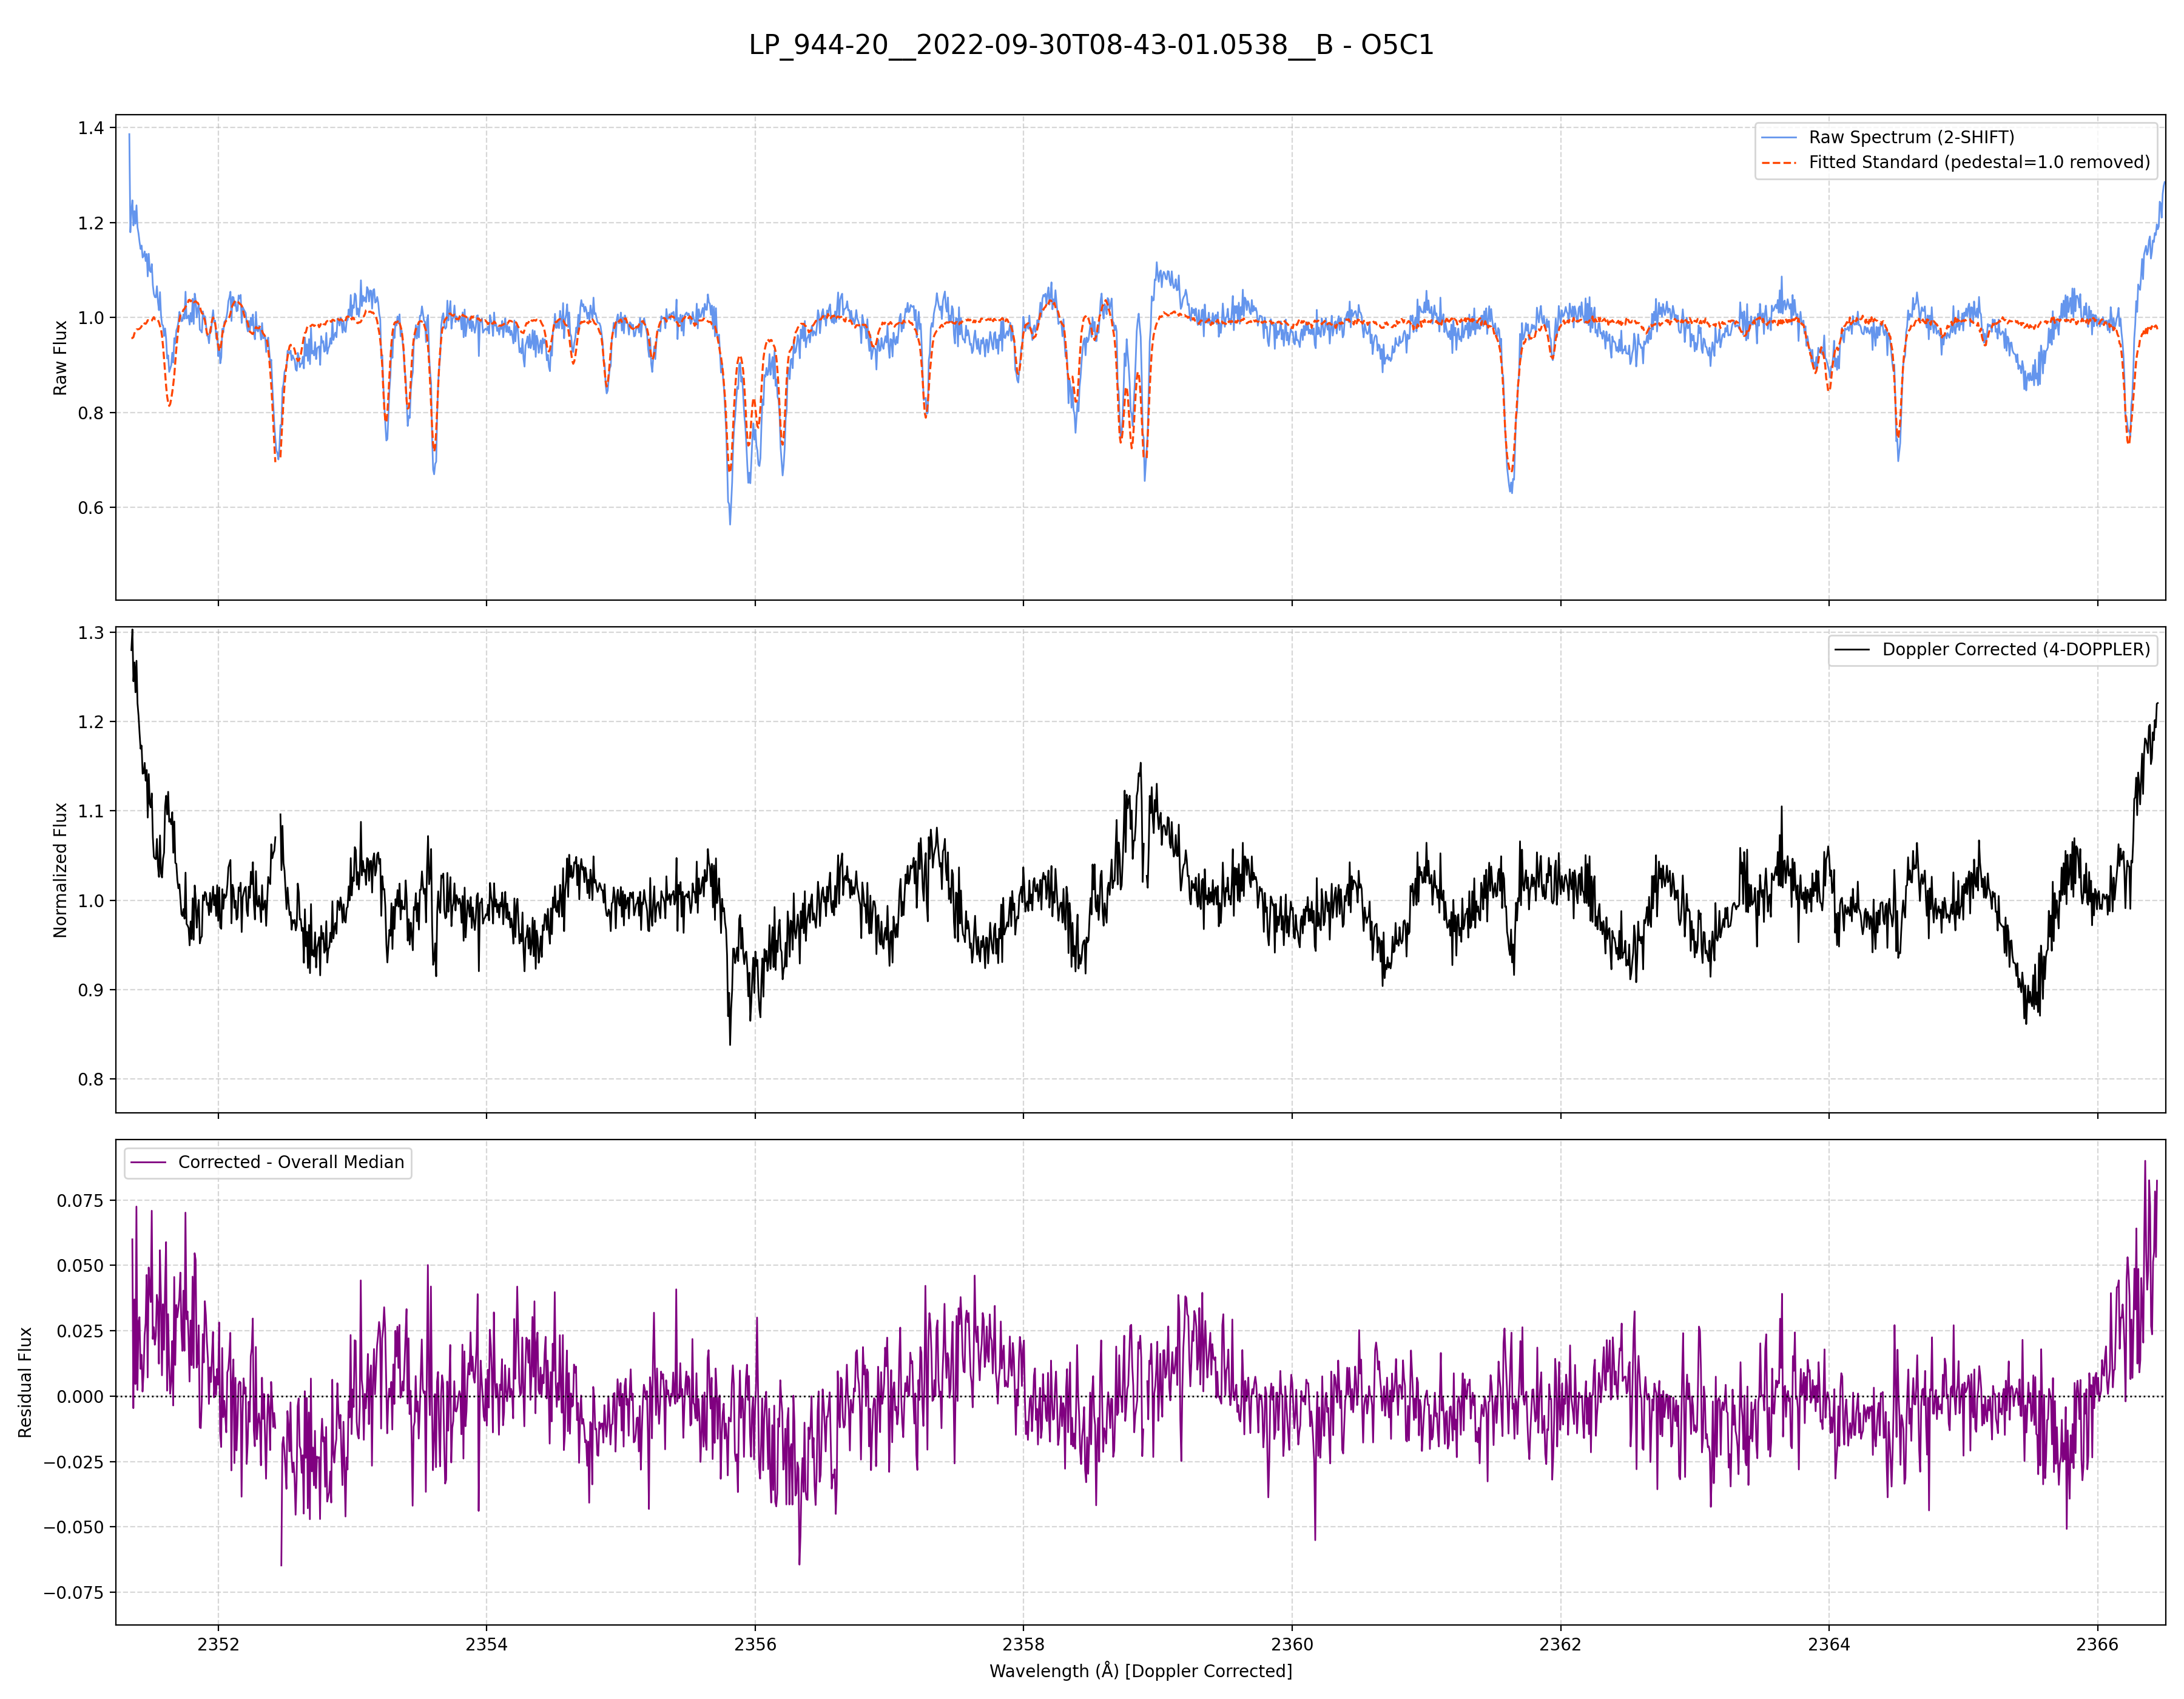 LP_944-20__2022-09-30T08-43-01.0538__B - O5C1
1.4
1.2
1.0
0.8
0.6
Raw Flux
Raw Spectrum (2-SHIFT)
Fitted Standard (pedestal=1.0 removed)
1.3
1.2
1.1
1.0
0.9
0.8
Normalized Flux
Doppler Corrected (4-DOPPLER)
0.075
0.050
0.025
0.000
−0.025
−0.050
−0.075
Residual Flux
Corrected - Overall Median
2352
2354
2356
2358
2360
2362
2364
2366
Wavelength (Å) [Doppler Corrected]